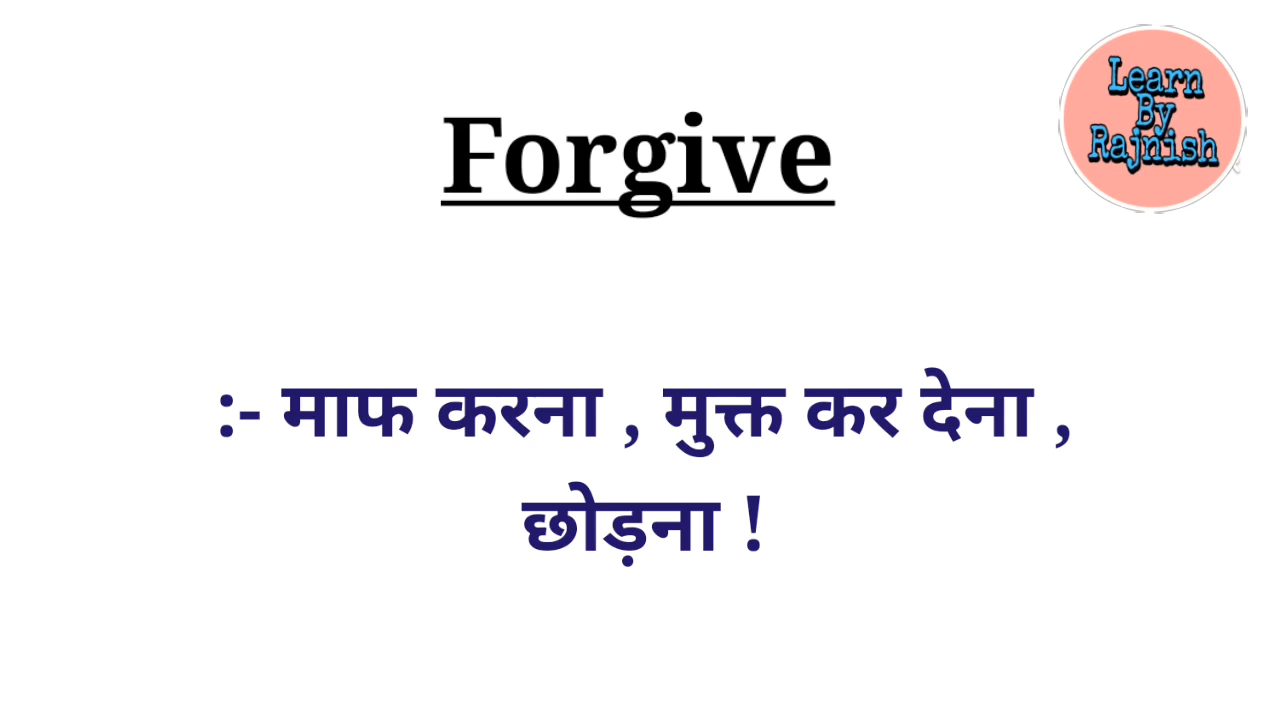 Learn
By
Rajnish
Forgive
:- माफ करना , मुक्त कर देना ,
छोड़ना !